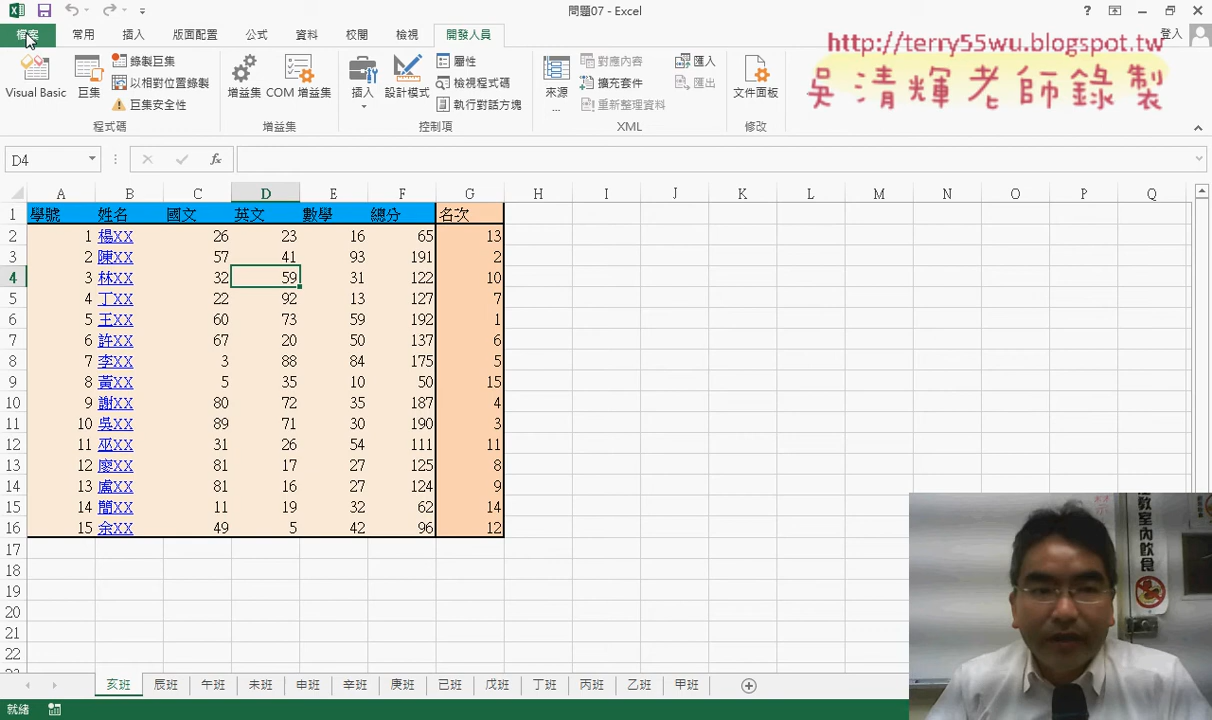 問題07 - Excel
登入
檔案 常用 插入 版面配置 公式 資料 校閱 檢視 開發人員
http://terry55wu.blogspot.tw
吳清輝老師錄製
Visual Basic 巨集 錄製巨集 以相對位置錄製 巨集安全性 增益集 COM 增益集 插入 設計模式 屬性 檢視程式碼 執行對話方塊 來源 ... 對應內容 擴充套件 重新整理資料 匯入 匯出 文件面板
程式碼 增益集 控制項 XML 修改
D4
fx
A B C D E F G H I J K L M N O P Q
1 學號 姓名 國文 英文 數學 總分 名次
2 1 楊XX 26 23 16 65 13
3 2 陳XX 57 41 93 191 2
4 3 林XX 32 59 31 122 10
5 4 丁XX 22 92 13 127 7
6 5 王XX 60 73 59 192 1
7 6 許XX 67 20 50 137 6
8 7 李XX 3 88 84 175 5
9 8 黃XX 5 35 10 50 15
10 9 謝XX 80 72 35 187 4
11 10 吳XX 89 71 30 190 3
12 11 巫XX 31 26 54 111 11
13 12 廖XX 81 17 27 125 8
14 13 盧XX 81 16 27 124 9
15 14 簡XX 11 19 32 62 14
16 15 余XX 49 5 42 96 12
17
18
19
20
21
22
教室內飲食
亥班 辰班 午班 未班 申班 辛班 庚班 己班 戊班 丁班 丙班 乙班 甲班
就緒